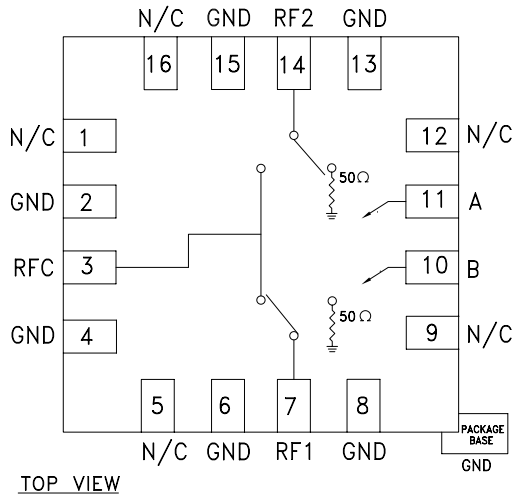 N/C GND RF2 GND
16 15 14 13
N/C 1 12 N/C
50Ω
GND 2 11 A
RFC 3 10 B
50Ω
GND 4 9 N/C
5 6 7 8
N/C GND RF1 GND
PACKAGE
BASE
GND
TOP VIEW